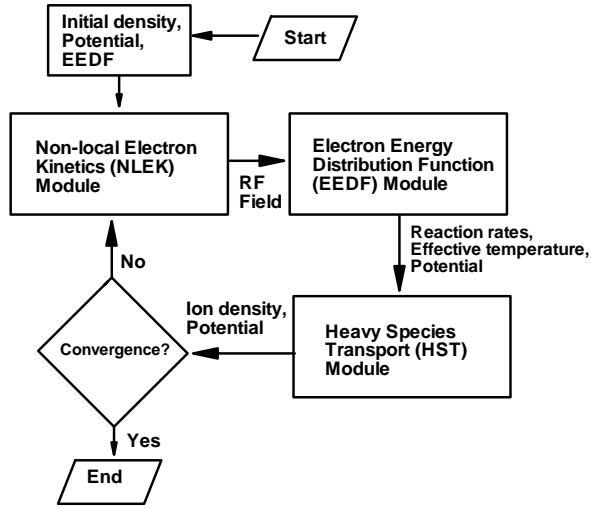 Initial density,
Potential,
EEDF
Start
Non-local Electron
Kinetics (NLEK)
Module
RF
Field
Electron Energy
Distribution Function
(EEDF) Module
Reaction rates,
Effective temperature,
Potential
Heavy Species
Transport (HST)
Module
Ion density,
Potential
Convergence?
No
Yes
End